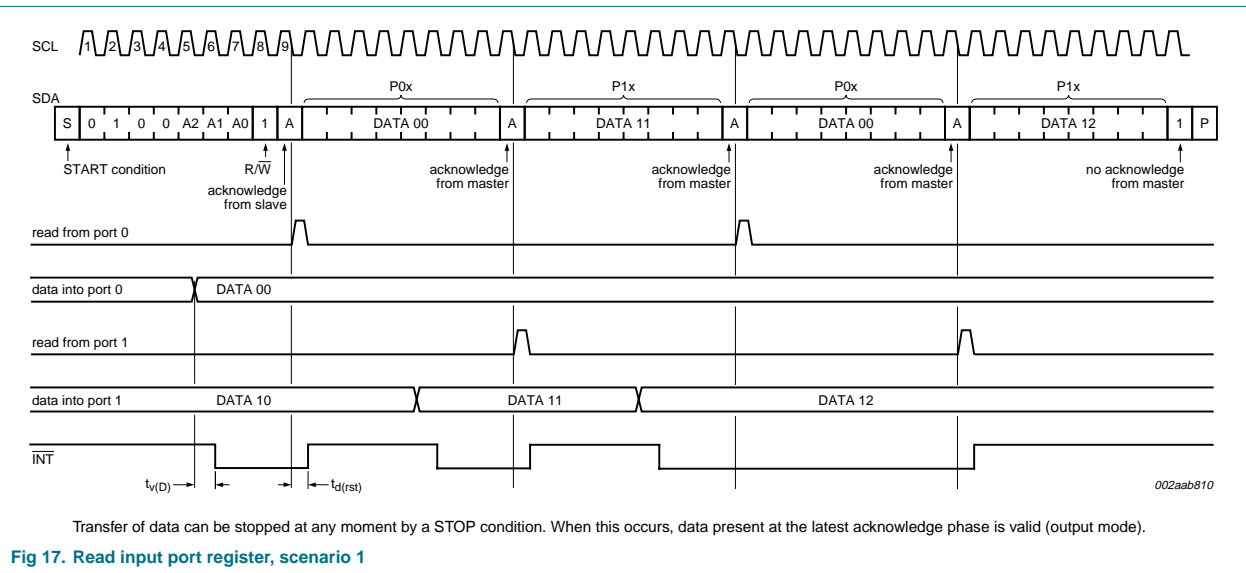 SCL 1 2 3 4 5 6 7 8 9
P0x P1x P0x P1x
SDA
S 0 1 0 0 A2 A1 A0 1 A DATA 00 A DATA 11 A DATA 00 A DATA 12 1 P
START condition R/W acknowledge from slave acknowledge from master acknowledge from master acknowledge from master no acknowledge from master
read from port 0
data into port 0 DATA 00
read from port 1
data into port 1 DATA 10 DATA 11 DATA 12
INT
tv(D) td(rst) 002aab810
Transfer of data can be stopped at any moment by a STOP condition. When this occurs, data present at the latest acknowledge phase is valid (output mode).
Fig 17. Read input port register, scenario 1